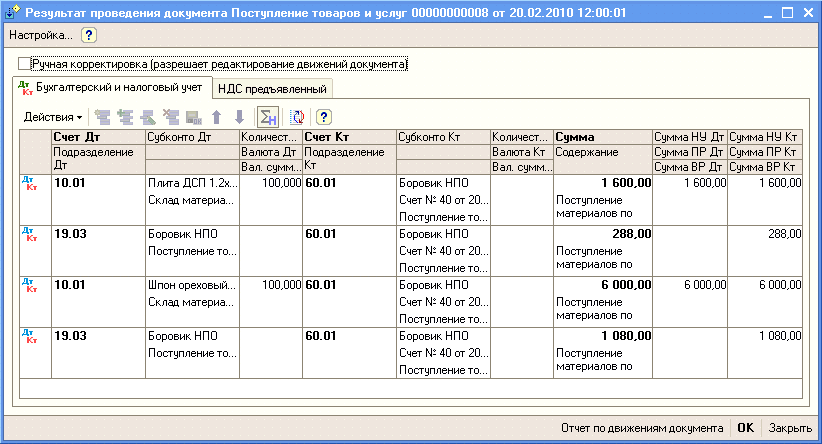 Результат проведения документа Поступление товаров и услуг 00000000008 от 20.02.2010 12:00:01
Настройка... ?
Ручная корректировка (разрешает редактирование движений документа)
Дт Кт Бухгалтерский и налоговый учет НДС предъявленный
Действия
Счет Дт Субконто Дт Количест... Счет Кт Субконто Кт Количест... Сумма Сумма НУ Дт Сумма НУ Кт
Подразделение Дт Валюта Дт Подразделение Кт Валюта Кт Содержание Сумма ПР Дт Сумма ПР Кт
Вал. сумм... Вал. сумм... Сумма ВР Дт Сумма ВР Кт
Дт Кт 10.01 Плита ДСП 1.2х... 100,000 60.01 Боровик НПО 1 600,00 1 600,00 1 600,00
Склад материа... Счет № 40 от 20... Поступление
Поступление то... материалов по
Дт Кт 19.03 Боровик НПО 60.01 Боровик НПО 288,00 288,00
Поступление то... Счет № 40 от 20... Поступление
Поступление то... материалов по
Дт Кт 10.01 Шпон ореховый... 100,000 60.01 Боровик НПО 6 000,00 6 000,00 6 000,00
Склад материа... Счет № 40 от 20... Поступление
Поступление то... материалов по
Дт Кт 19.03 Боровик НПО 60.01 Боровик НПО 1 080,00 1 080,00
Поступление то... Счет № 40 от 20... Поступление
Поступление то... материалов по
Отчет по движениям документа OK Закрыть